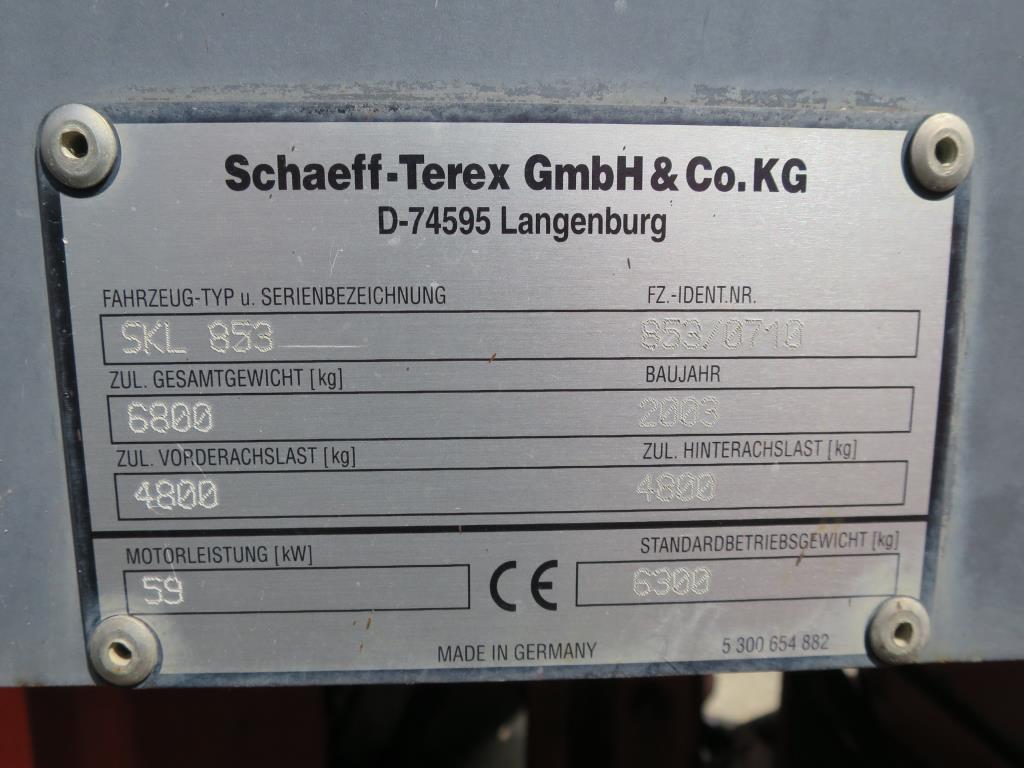 Schaeff-Terex GmbH & Co. KG
D-74595 Langenburg
FAHRZEUG-TYP u. SERIENBEZEICHNUNG FZ.-IDENT.NR.
SKL 853 853/0710
ZUL. GESAMTGEWICHT [kg] BAUJAHR
6800 2003
ZUL. VORDERACHSLAST [kg] ZUL. HINTERACHSLAST [kg]
4800 4800
MOTORLEISTUNG [kW] STANDARDBETRIEBSGEWICHT [kg]
59 CE 6300
MADE IN GERMANY 5 300 654 882